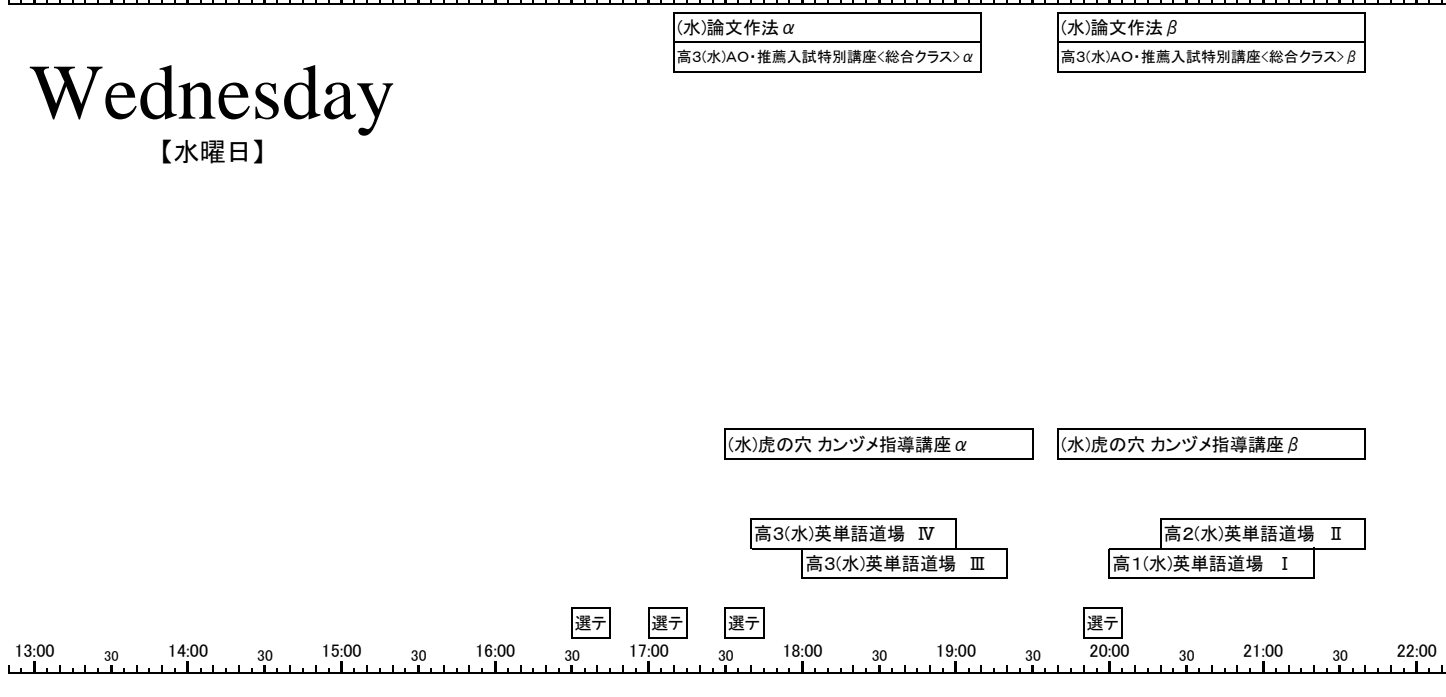 (水)論文作法α
(水)論文作法β
高3(水)AO・推薦入試特別講座<総合クラス>α
高3(水)AO・推薦入試特別講座<総合クラス>β
Wednesday
【水曜日】
(水)虎の穴 カンヅメ指導講座α
(水)虎の穴 カンヅメ指導講座β
高3(水)英単語道場 Ⅳ
高2(水)英単語道場 Ⅱ
高3(水)英単語道場 Ⅲ
高1(水)英単語道場 Ⅰ
選テ 選テ 選テ 選テ
13:00 30 14:00 30 15:00 30 16:00 30 17:00 30 18:00 30 19:00 30 20:00 30 21:00 30 22:00